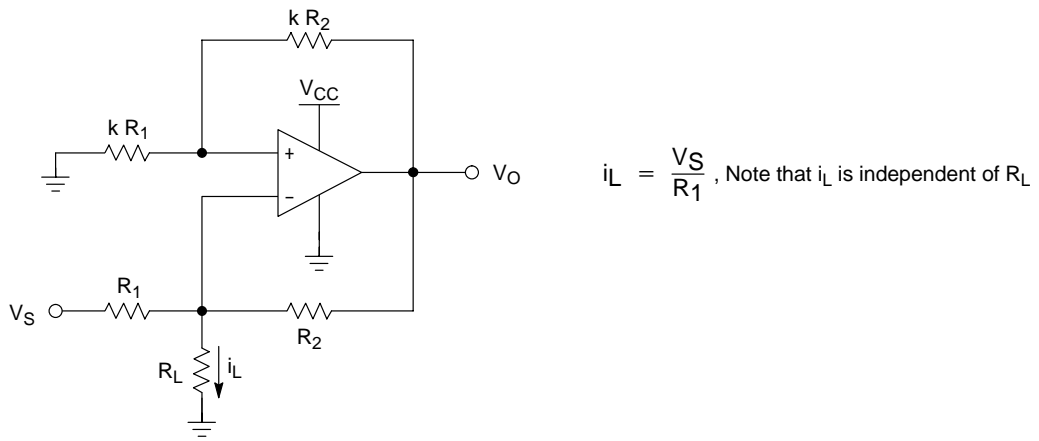 k R2
VCC
k R1
+
VO
−
iL = VS / R1 , Note that iL is independent of RL
R1
VS
R2
RL
iL